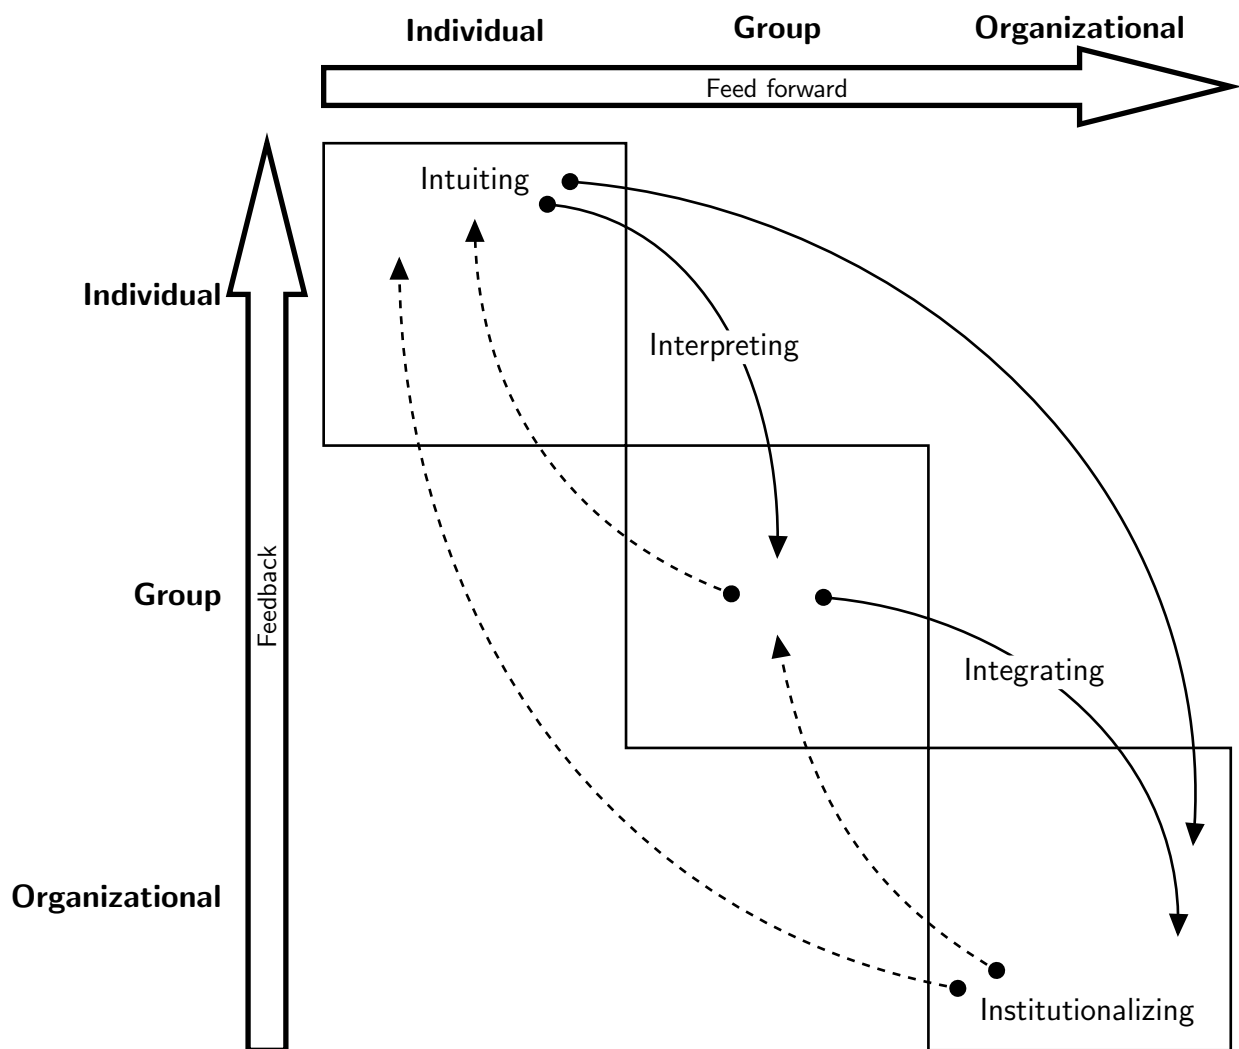 Individual
Group
Organizational
Feed forward
Intuiting
Individual
Interpreting
Group
Feedback
Integrating
Organizational
Institutionalizing